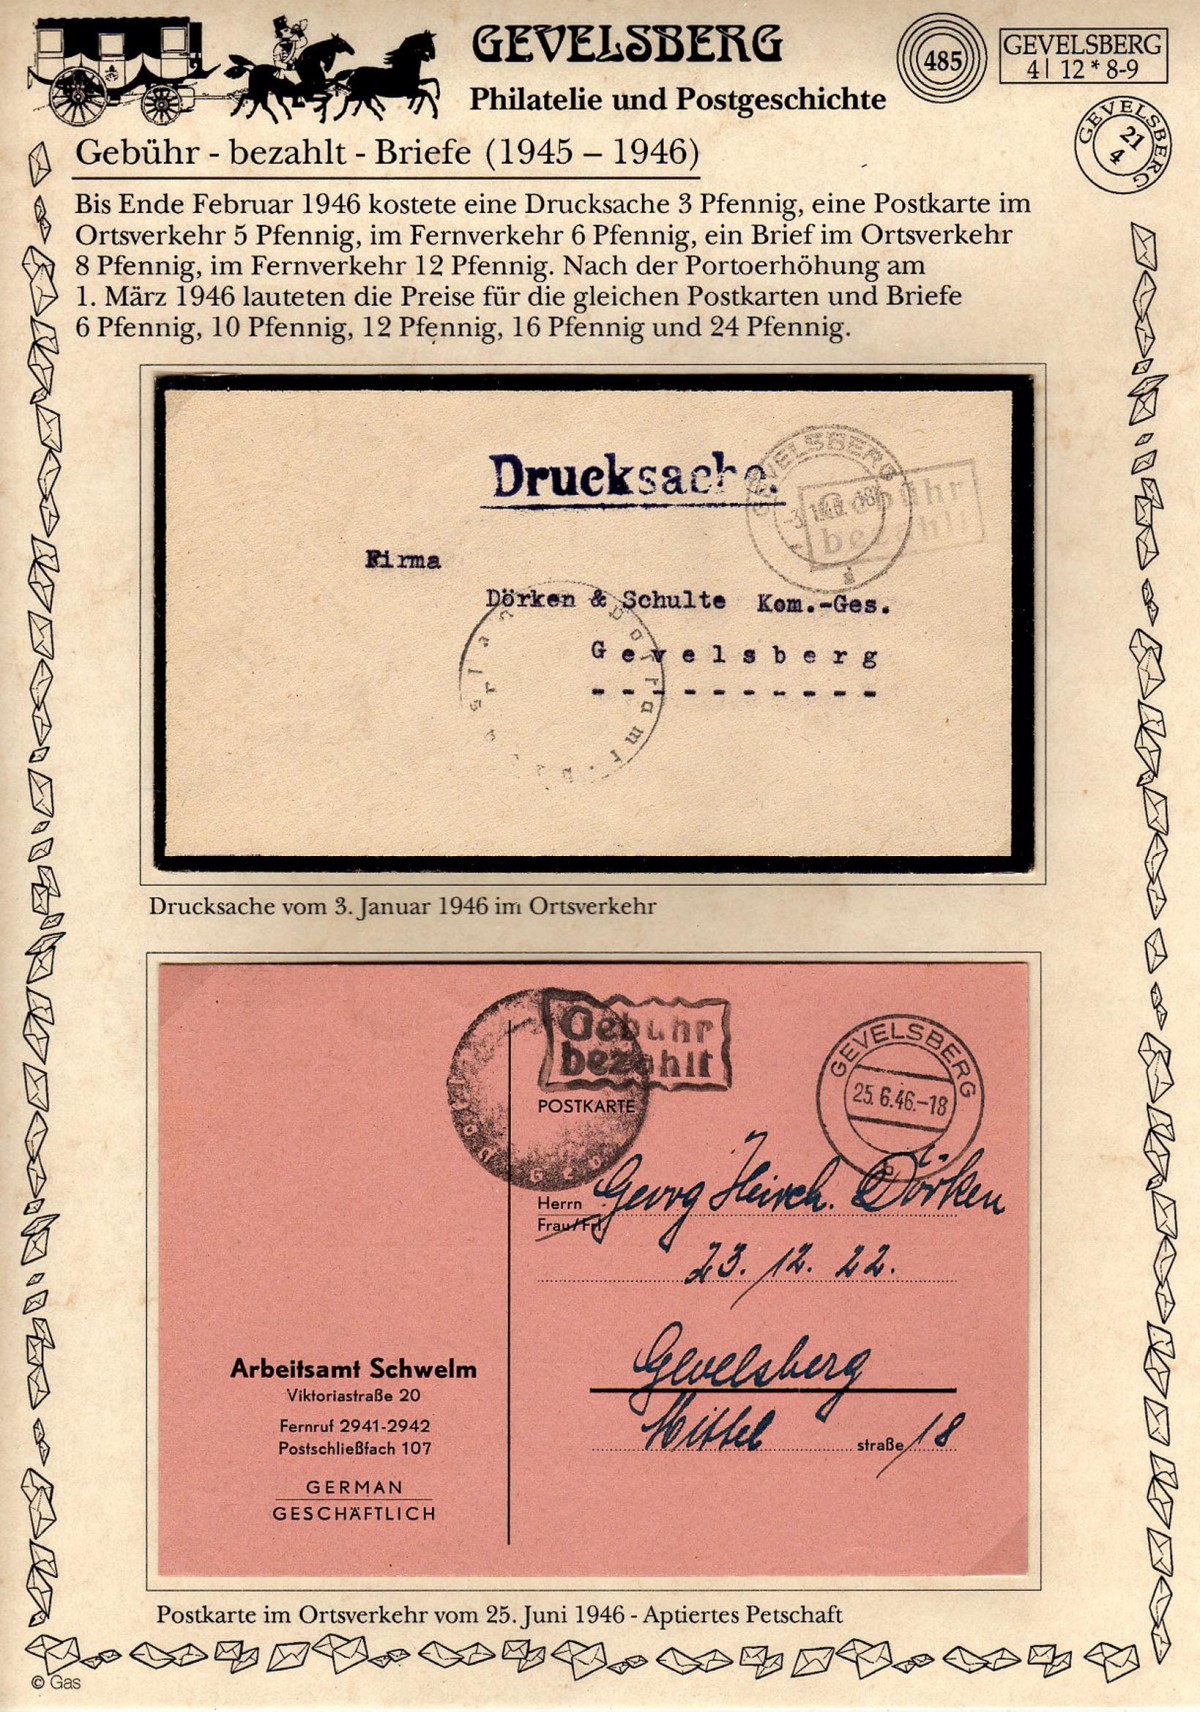 GEVELSBERG
Philatelie und Postgeschichte
485
GEVELSBERG
4| 12 * 8-9
GEVELSBERG
21
4
Gebühr - bezahlt - Briefe (1945 – 1946)
Bis Ende Februar 1946 kostete eine Drucksache 3 Pfennig, eine Postkarte im
Ortsverkehr 5 Pfennig, im Fernverkehr 6 Pfennig, ein Brief im Ortsverkehr
8 Pfennig, im Fernverkehr 12 Pfennig. Nach der Portoerhöhung am
1. März 1946 lauteten die Preise für die gleichen Postkarten und Briefe
6 Pfennig, 10 Pfennig, 12 Pfennig, 16 Pfennig und 24 Pfennig.
Drucksache.
GEVELSBERG
Gebühr
bezahlt
Firma
Dörken & Schulte Kom.-Ges.
Gevelsberg
- - - - - - - - - -
Drucksache vom 3. Januar 1946 im Ortsverkehr
Gebühr
bezahlt
GEVELSBERG
25.6.46.-18
POSTKARTE
Herrn Georg Heinrch. Dörken
Frau/Frl.
23. 12. 22.
Gevelsberg
Mittel straße 18
Arbeitsamt Schwelm
Viktoriastraße 20
Fernruf 2941-2942
Postschließfach 107
GERMAN
GESCHÄFTLICH
Postkarte im Ortsverkehr vom 25. Juni 1946 - Aptiertes Petschaft
© Gas